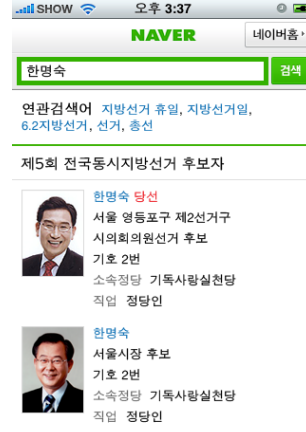 SHOW 오후 3:37
NAVER 네이버홈
한명숙 검색
연관검색어 지방선거 휴일, 지방선거일,
6.2지방선거, 선거, 총선
제5회 전국동시지방선거 후보자
한명숙 당선
서울 영등포구 제2선거구
시의회의원선거 후보
기호 2번
소속정당 기독사랑실천당
직업 정당인
한명숙
서울시장 후보
기호 2번
소속정당 기독사랑실천당
직업 정당인